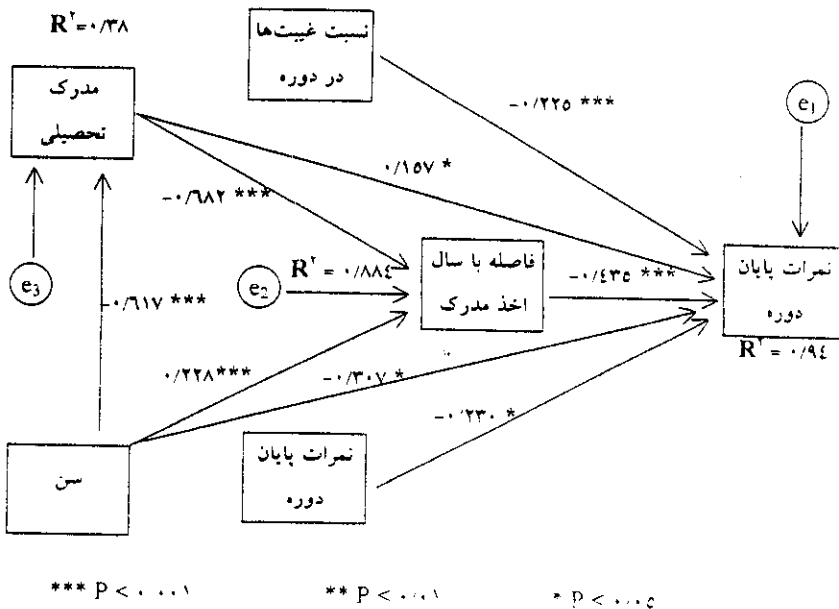 R² = ۰/۳۸
نسبت غیبت‌ها
در دوره
مدرک
تحصیلی
e₁
-۰/۲۲۵ ***
۰/۱۵۷ *
-۰/۶۸۲ ***
فاصله با سال
اخذ مدرک
R² = ۰/۸۸٤
-۰/٤۳۵ ***
نمرات پایان
دوره
R² = ۰/۹٤
e₃
e₂
-۰/۶۱۷ ***
۰/۲۲۸***
-۰/۳۰۷ *
-۰/۲۳۰ *
سن
نمرات پایان
دوره
*** P < ۰.۰۰۱
** P < ۰/۰۱
* P < ۰/۰۵